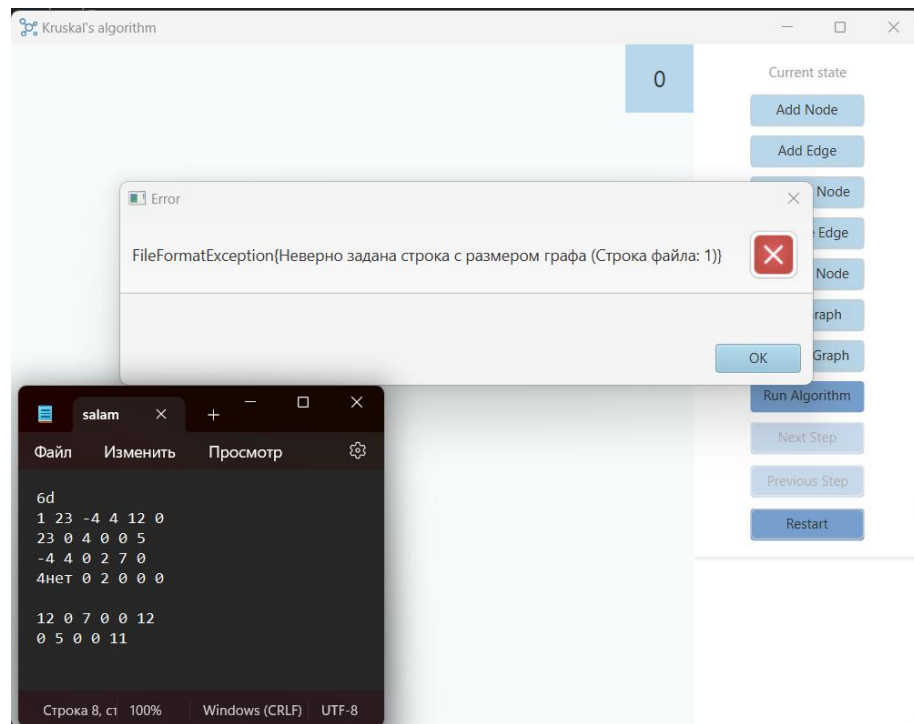 Kruskal's algorithm
0
Current state
Add Node
Add Edge
Node
Edge
Node
raph
Graph
Run Algorithm
Next Step
Previous Step
Restart
Error
FileFormatException{Неверно задана строка с размером графа (Строка файла: 1)}
OK
salam
Файл Изменить Просмотр
6d
1 23 -4 4 12 0
23 0 4 0 0 5
-4 4 0 2 7 0
4нет 0 2 0 0 0
12 0 7 0 0 12
0 5 0 0 11
Строка 8, ст 100% Windows (CRLF) UTF-8